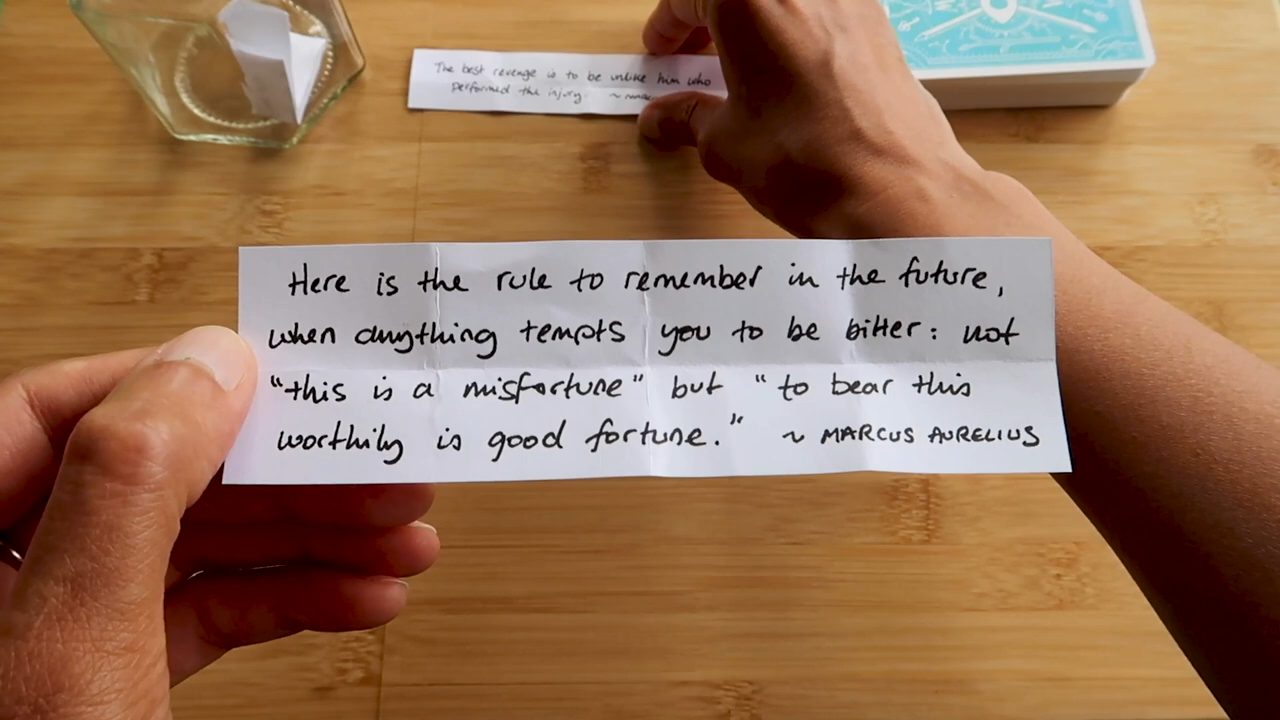 The best revenge is to be unlike him who
performed the injury. ~
Here is the rule to remember in the future,
when anything tempts you to be bitter: not
"this is a misfortune" but "to bear this
worthily is good fortune." ~ MARCUS AURELIUS